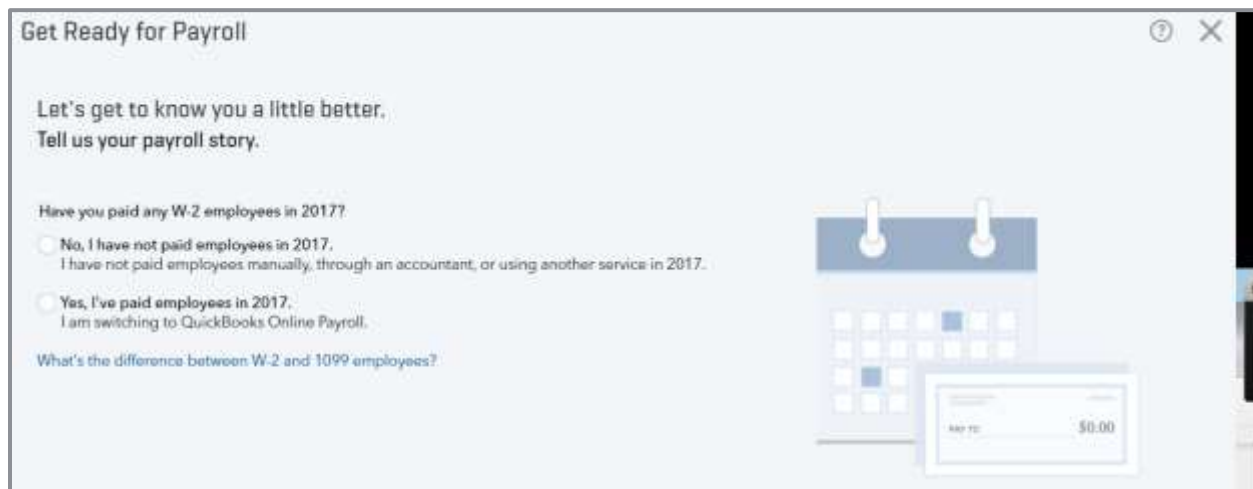 Get Ready for Payroll
Let's get to know you a little better.
Tell us your payroll story.
Have you paid any W-2 employees in 2017?
No, I have not paid employees in 2017.
I have not paid employees manually, through an accountant, or using another service in 2017.
Yes, I've paid employees in 2017.
I am switching to QuickBooks Online Payroll.
What's the difference between W-2 and 1099 employees?
PAY TO $0.00